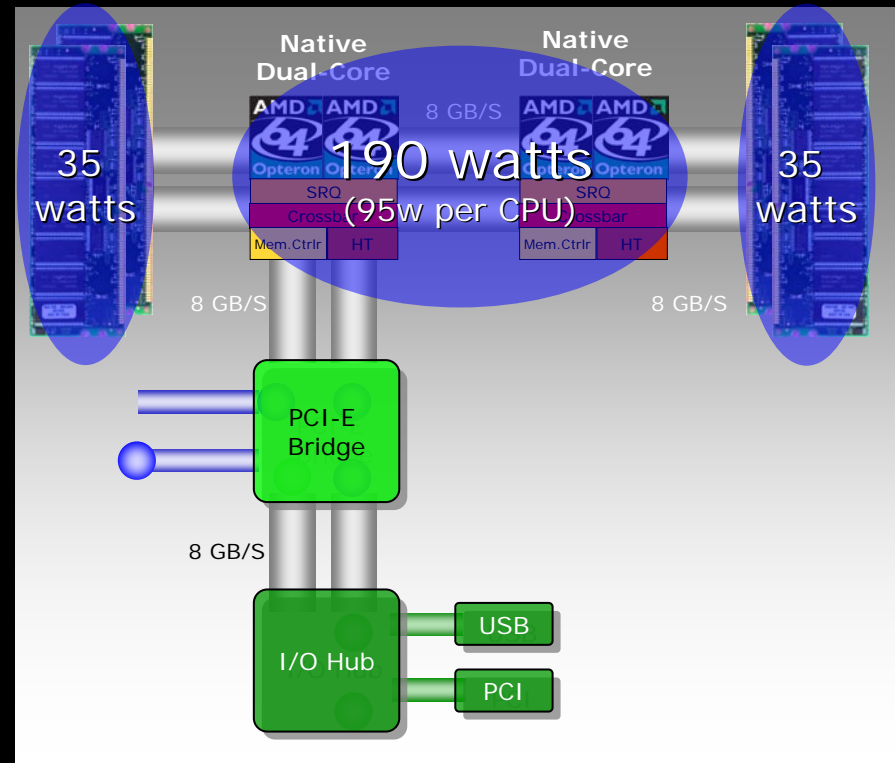 Native
Dual-Core
Native
Dual-Core
AMD AMD
64 64
Opteron Opteron
8 GB/S
AMD AMD
64 64
Opteron Opteron
35
watts
190 watts
(95w per CPU)
35
watts
SRQ
Crossbar
Mem.Ctrlr
HT
SRQ
Crossbar
Mem.Ctrlr
HT
8 GB/S
8 GB/S
PCI-E
Bridge
8 GB/S
I/O Hub
USB
PCI